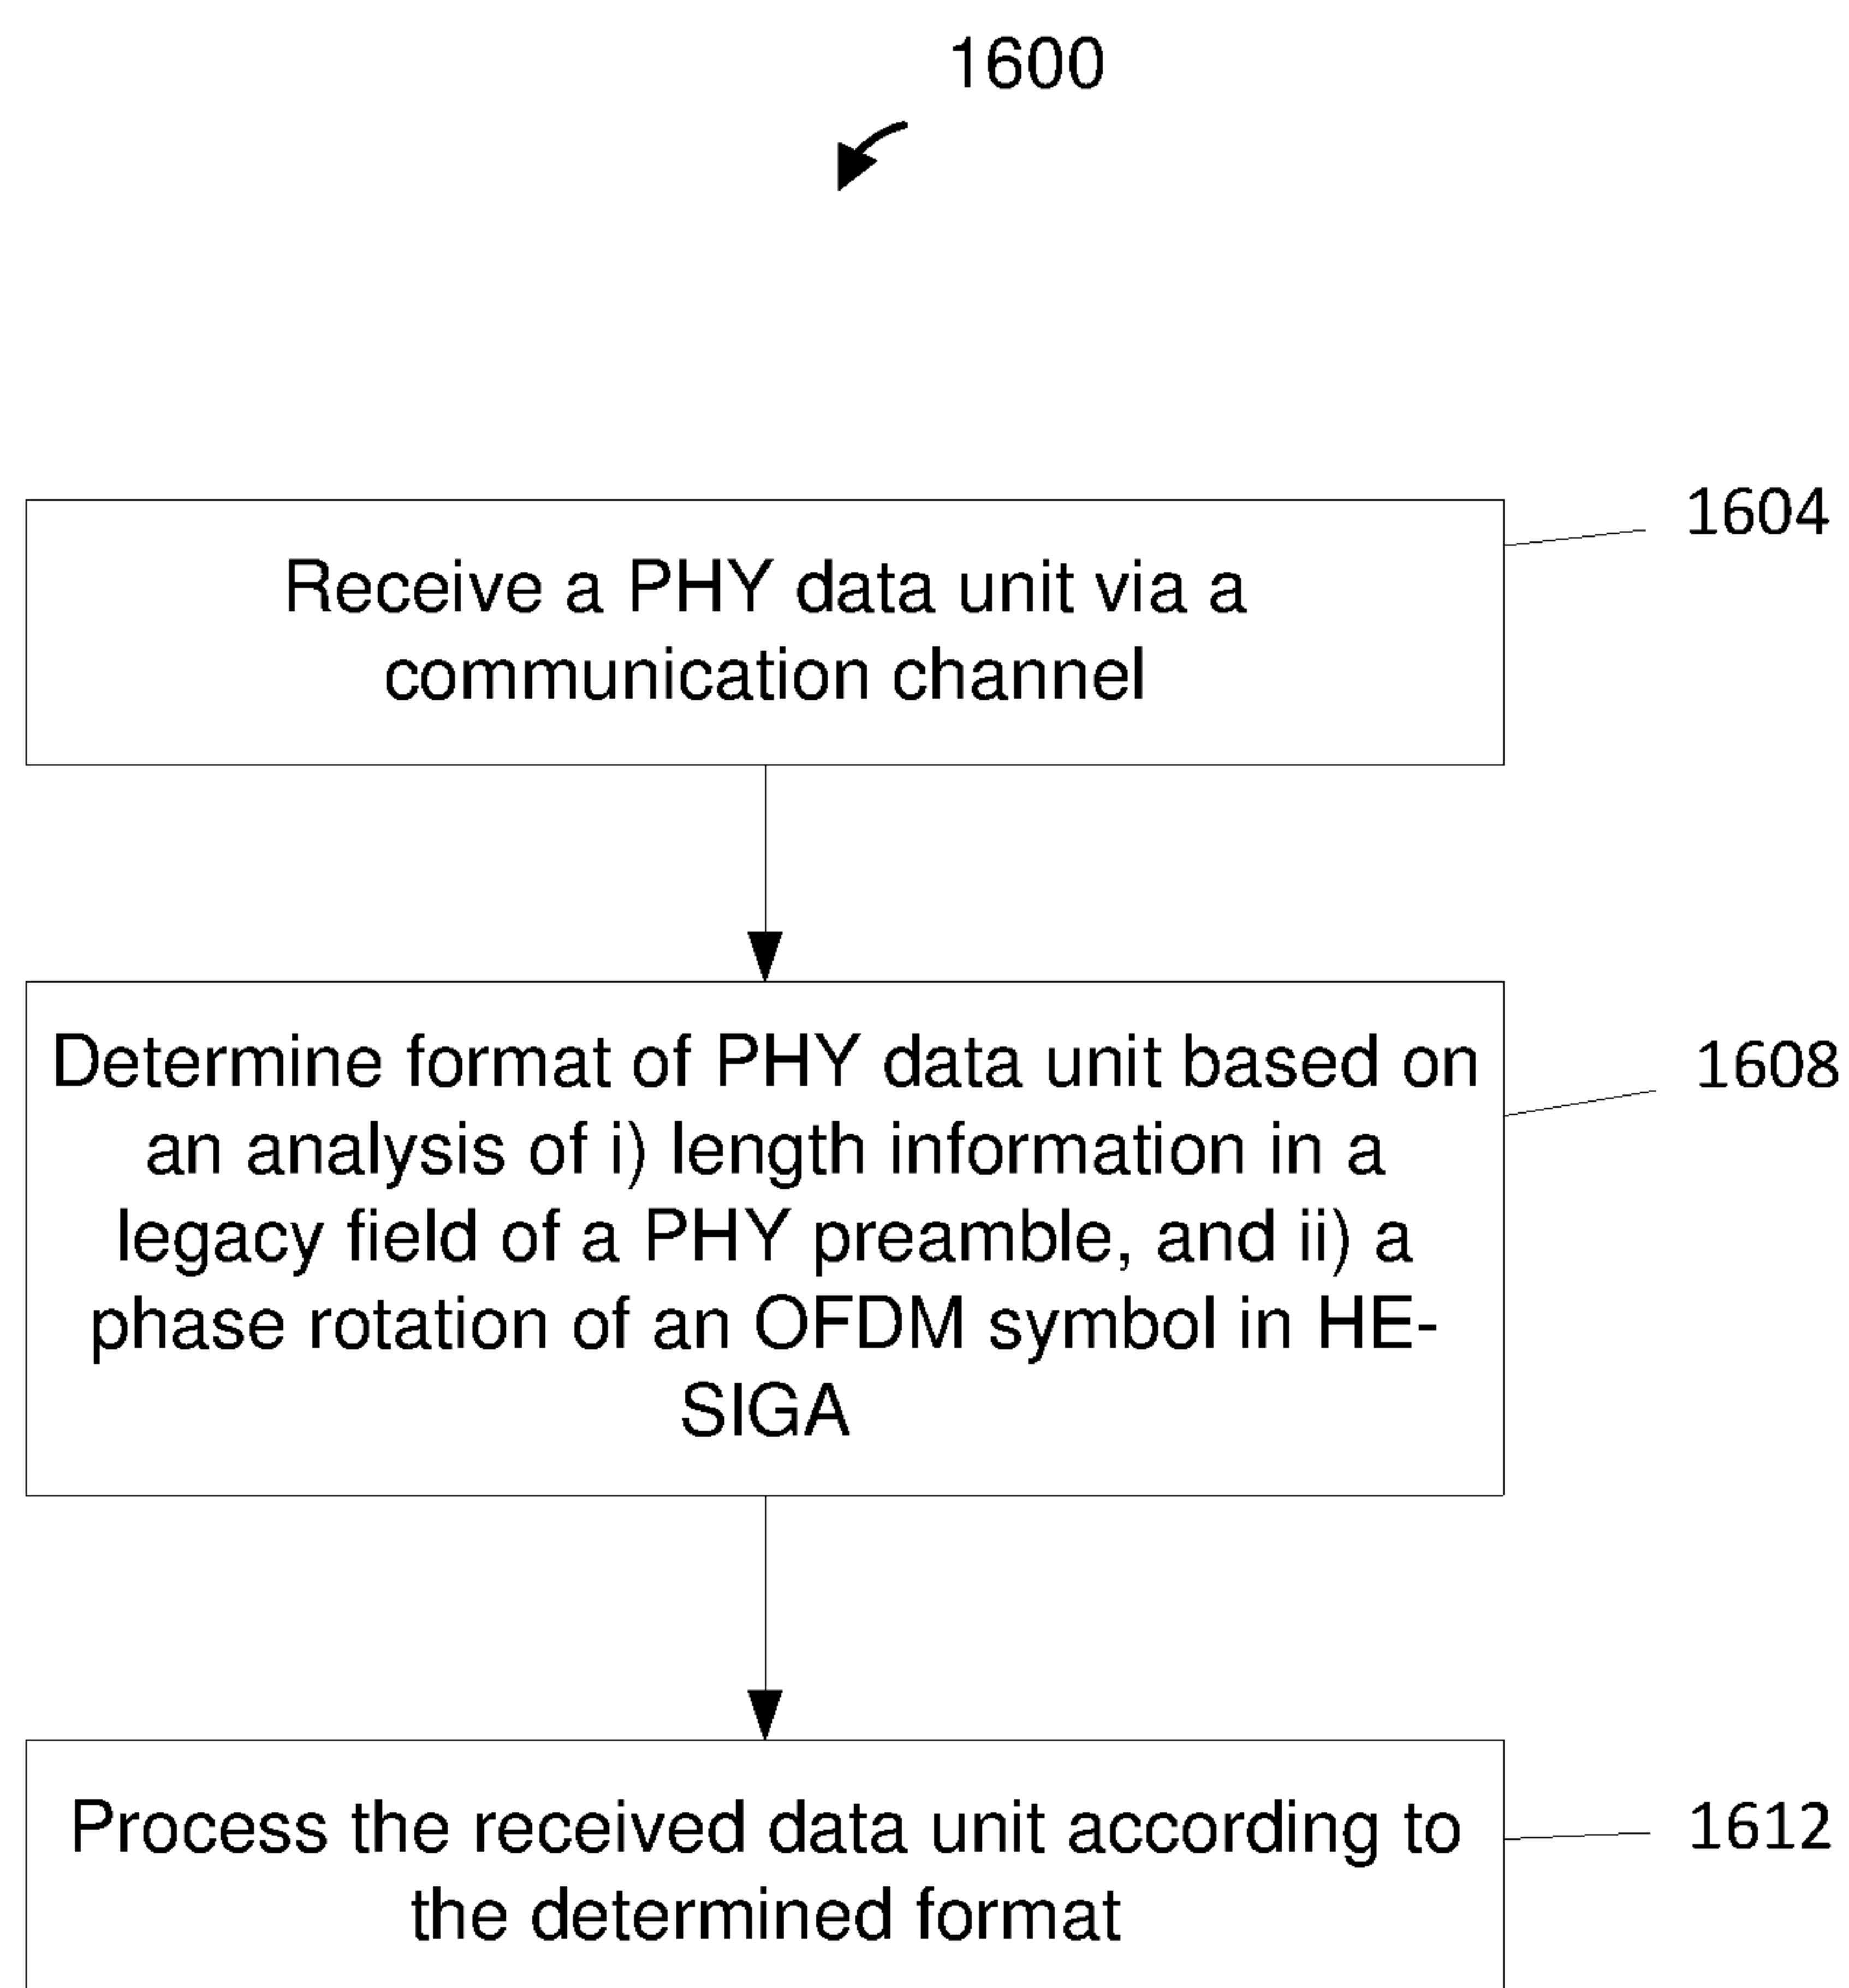 1600
1604
Receive a PHY data unit via a
communication channel
1608
Determine format of PHY data unit based on
an analysis of i) length information in a
legacy field of a PHY preamble, and ii) a
phase rotation of an OFDM symbol in HE-
SIGA
1612
Process the received data unit according to
the determined format